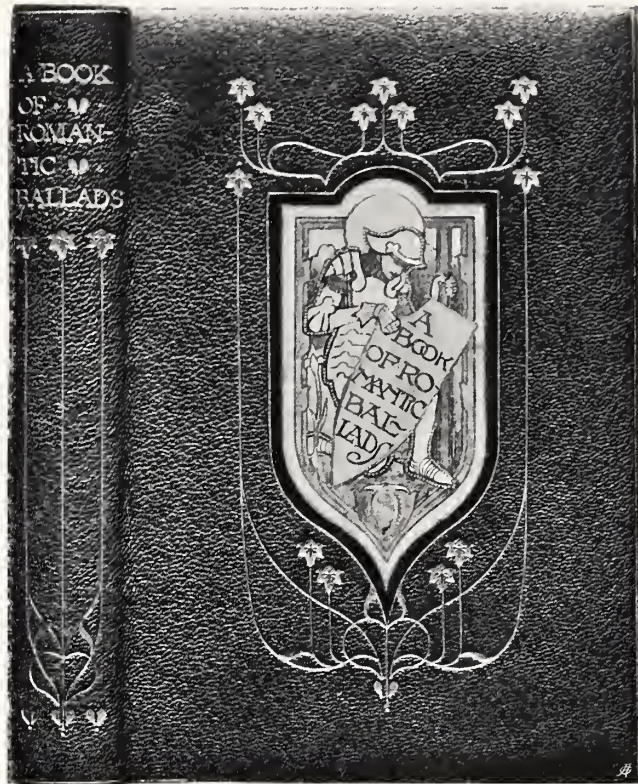 A BOOK
OF
ROMAN-
TIC
BALLADS
A
BOOK
OF RO-
MANTIC
BAL-
LADS